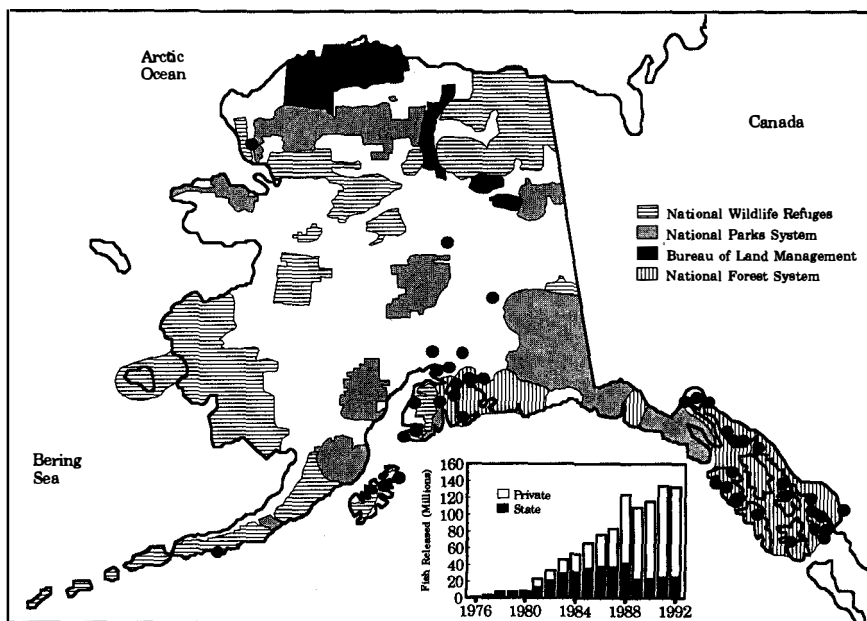 Arctic
Ocean
Canada
National Wildlife Refuges
National Parks System
Bureau of Land Management
National Forest System
Bering
Sea
Fish Released (Millions)
160
140
120
100
80
60
40
20
0
Private
State
1976
1980
1984
1988
1992